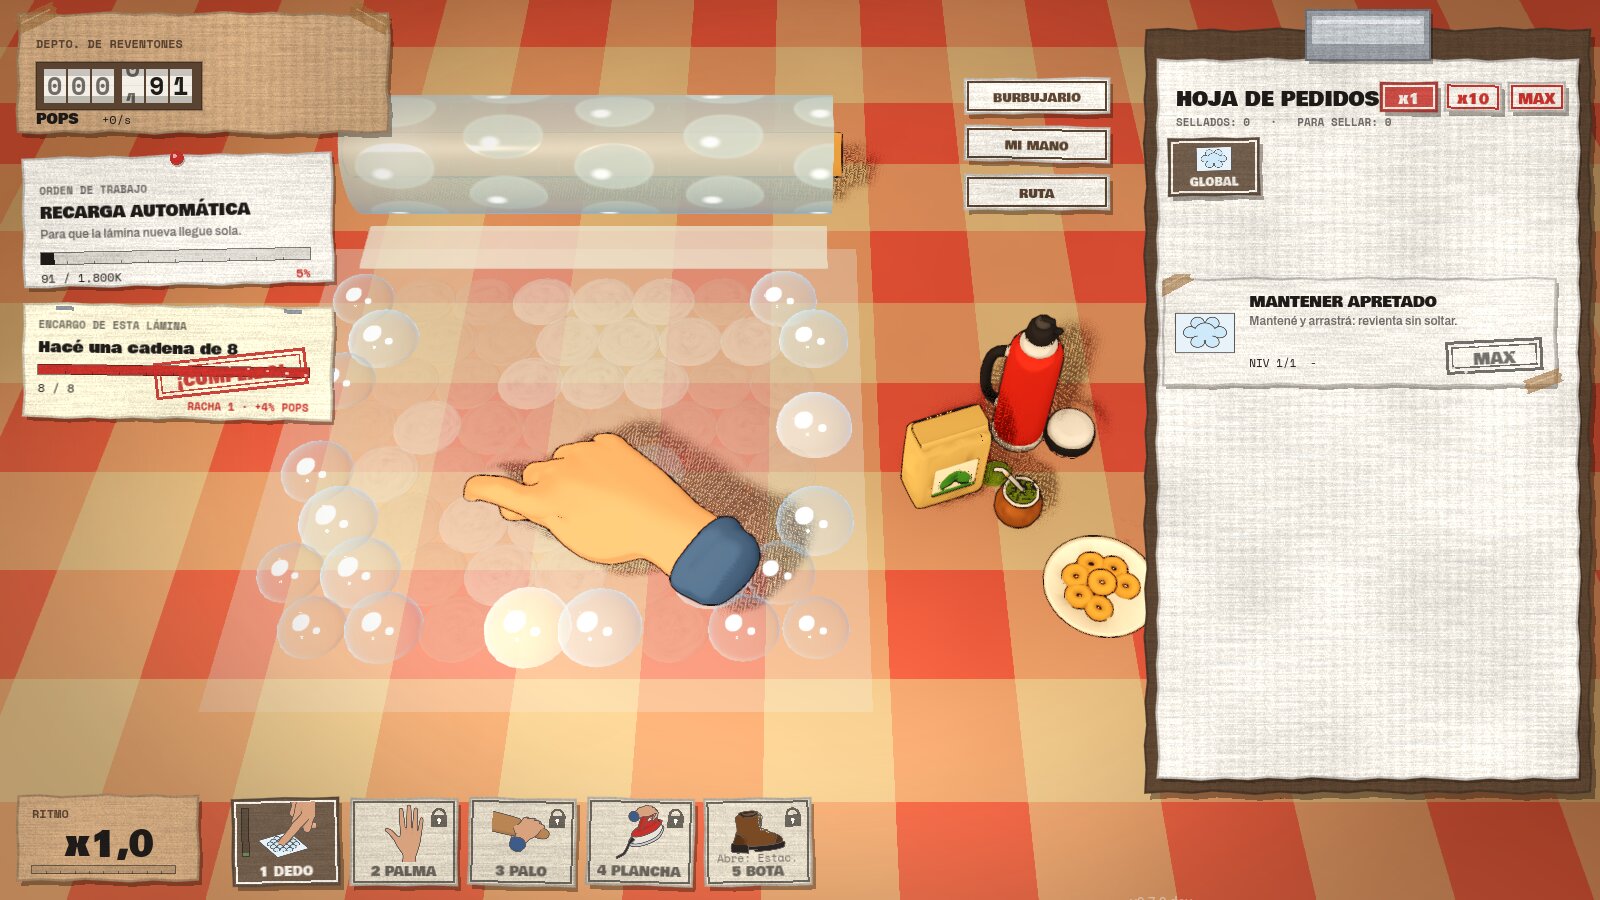 DEPTO. DE REVENTONES
91
POPS +0/s
ORDEN DE TRABAJO
RECARGA AUTOMÁTICA
Para que la lámina nueva llegue sola.
91 / 1.800K
5%
ENCARGO DE ESTA LÁMINA
Hacé una cadena de 8
8 / 8
RACHA 1 · +4% POPS
BURBUJARIO
MI MANO
RUTA
HOJA DE PEDIDOS
x1
x10
MAX
SELLADOS: 0 · PARA SELLAR: 0
GLOBAL
MANTENER APRETADO
Mantené y arrastrá: revienta sin soltar.
NIV 1/1 -
MAX
RITMO
x1,0
1 DEDO
2 PALMA
3 PALO
4 PLANCHA
Abre: Estac.
5 BOTA